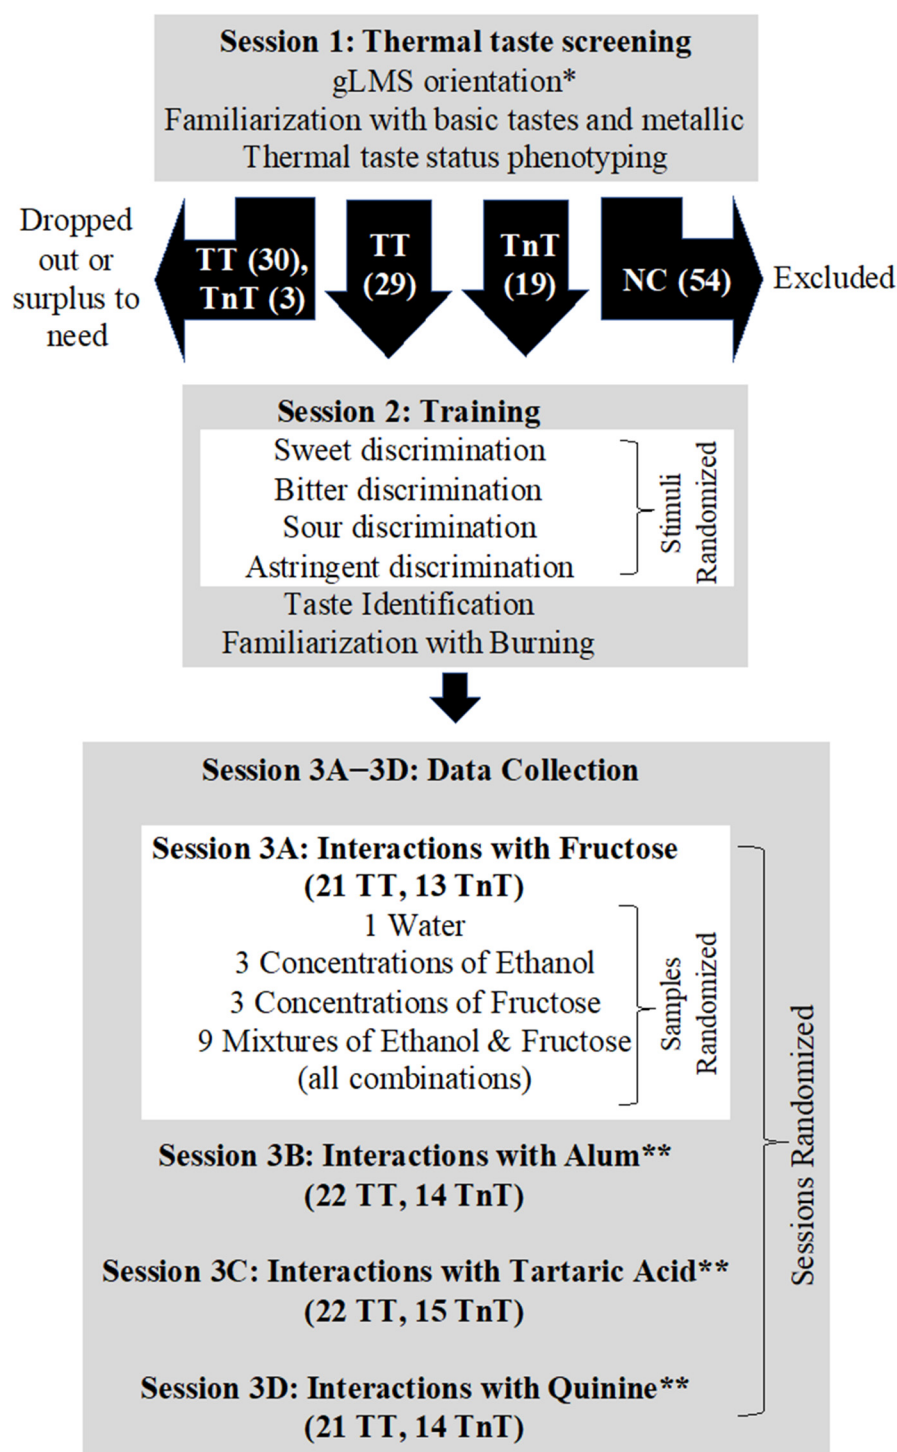 Session 1: Thermal taste screening
gLMS orientation*
Familiarization with basic tastes and metallic
Thermal taste status phenotyping
Dropped
out or
surplus to
need
TT (30),
TnT (3)
TT
(29)
TnT
(19)
NC (54)
Excluded
Session 2: Training
Sweet discrimination
Bitter discrimination
Sour discrimination
Astringent discrimination
Stimuli
Randomized
Taste Identification
Familiarization with Burning
Session 3A−3D: Data Collection
Session 3A: Interactions with Fructose
(21 TT, 13 TnT)
1 Water
3 Concentrations of Ethanol
3 Concentrations of Fructose
9 Mixtures of Ethanol & Fructose
(all combinations)
Samples
Randomized
Session 3B: Interactions with Alum**
(22 TT, 14 TnT)
Session 3C: Interactions with Tartaric Acid**
(22 TT, 15 TnT)
Session 3D: Interactions with Quinine**
(21 TT, 14 TnT)
Sessions Randomized